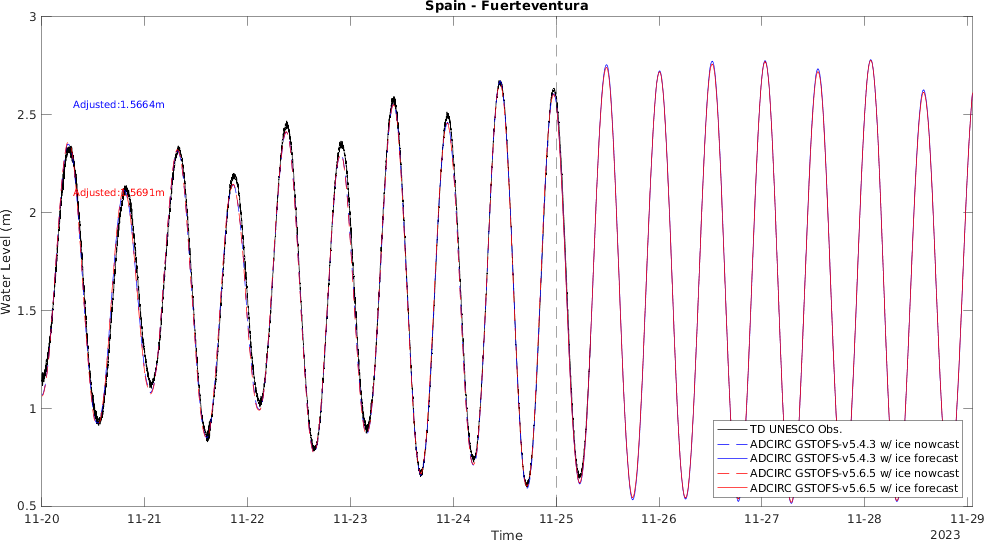 Spain - Fuerteventura
3
2.5
2
1.5
1
0.5
Water Level (m)
Adjusted:1.5664m
Adjusted:1.5691m
TD UNESCO Obs.
ADCIRC GSTOFS-v5.4.3 w/ ice nowcast
ADCIRC GSTOFS-v5.4.3 w/ ice forecast
ADCIRC GSTOFS-v5.6.5 w/ ice nowcast
ADCIRC GSTOFS-v5.6.5 w/ ice forecast
11-20 11-21 11-22 11-23 11-24 11-25 11-26 11-27 11-28 11-29
Time
2023